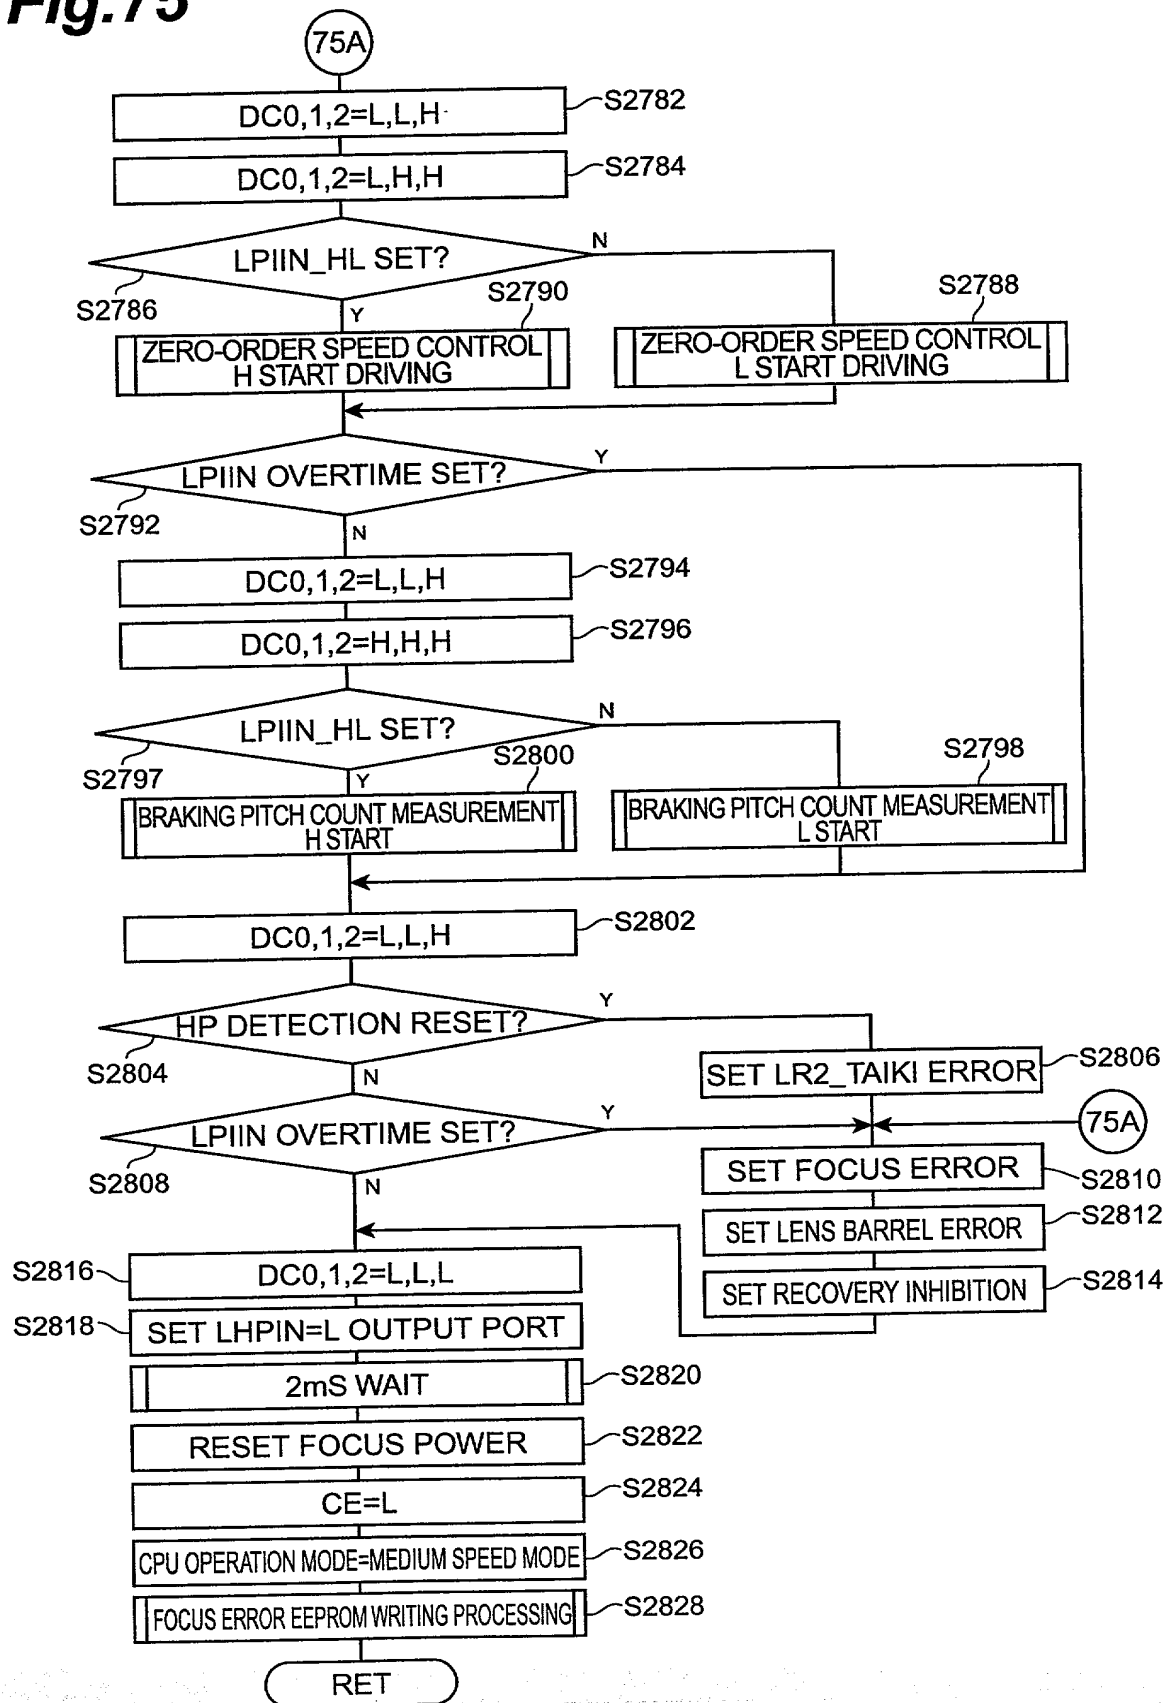 Fig.75
75A
DC0,1,2=L,L,H
S2782
DC0,1,2=L,H,H
S2784
LPIIN_HL SET?
N
S2786
Y
S2790
S2788
ZERO-ORDER SPEED CONTROL
H START DRIVING
ZERO-ORDER SPEED CONTROL
L START DRIVING
LPIIN OVERTIME SET?
Y
S2792
N
DC0,1,2=L,L,H
S2794
DC0,1,2=H,H,H
S2796
LPIIN_HL SET?
N
S2797
Y
S2800
S2798
BRAKING PITCH COUNT MEASUREMENT
H START
BRAKING PITCH COUNT MEASUREMENT
L START
DC0,1,2=L,L,H
S2802
HP DETECTION RESET?
Y
S2804
N
SET LR2_TAIKI ERROR
S2806
LPIIN OVERTIME SET?
Y
75A
S2808
N
SET FOCUS ERROR
S2810
SET LENS BARREL ERROR
S2812
SET RECOVERY INHIBITION
S2814
S2816
DC0,1,2=L,L,L
S2818
SET LHPIN=L OUTPUT PORT
2mS WAIT
S2820
RESET FOCUS POWER
S2822
CE=L
S2824
CPU OPERATION MODE=MEDIUM SPEED MODE
S2826
FOCUS ERROR EEPROM WRITING PROCESSING
S2828
RET